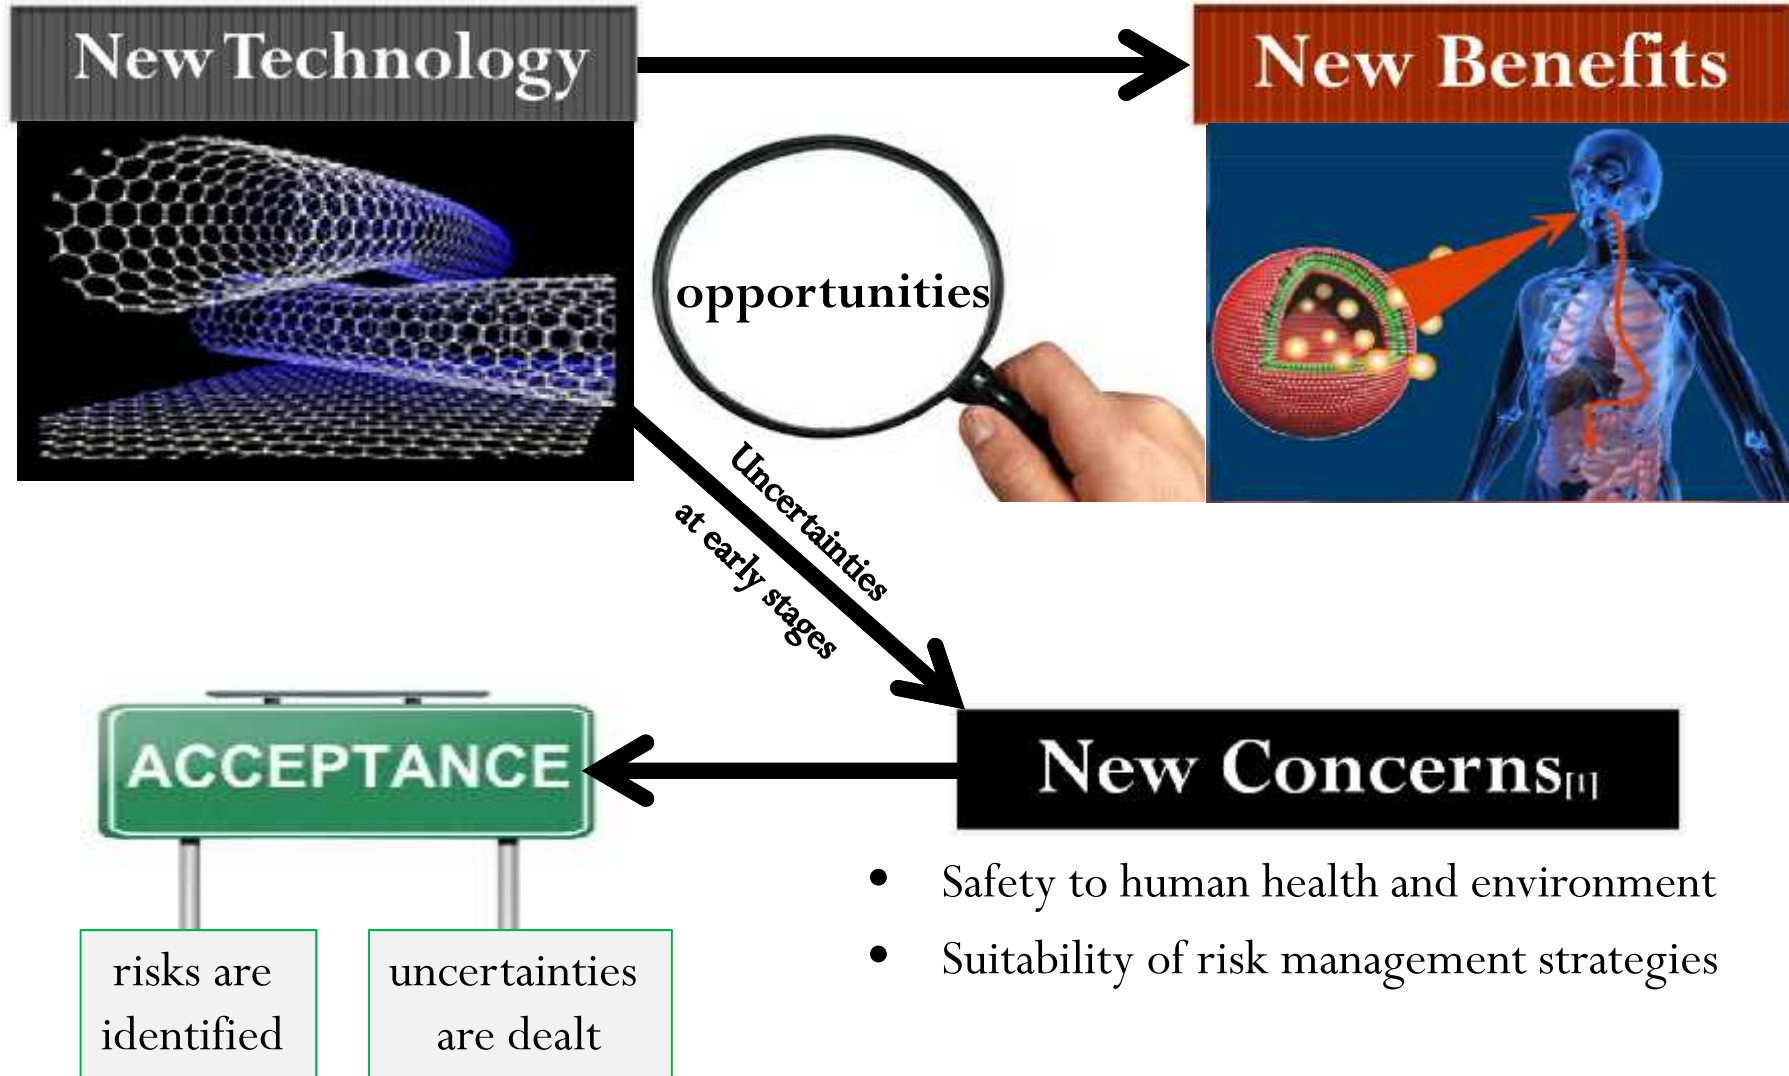 New Technology
New Benefits
opportunities
Uncertainties
at early stages
ACCEPTANCE
New Concerns[1]
• Safety to human health and environment
• Suitability of risk management strategies
risks are
identified
uncertainties
are dealt